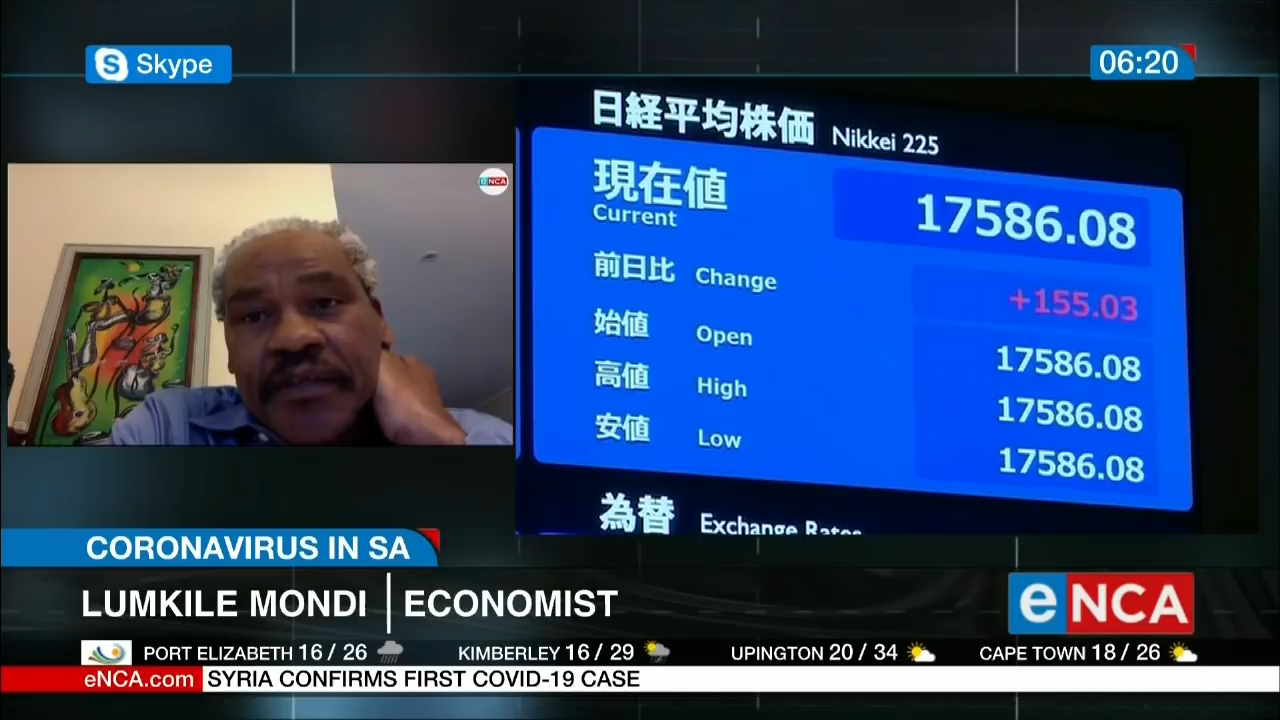 Skype
06:20
eNCA
日経平均株価 Nikkei 225
現在値 17586.08
Current
前日比 Change +155.03
始値 Open 17586.08
高値 High 17586.08
安値 Low 17586.08
為替 Exchange Rates
CORONAVIRUS IN SA
LUMKILE MONDI | ECONOMIST
eNCA
PORT ELIZABETH 16 / 26 KIMBERLEY 16 / 29 UPINGTON 20 / 34 CAPE TOWN 18 / 26
eNCA.com SYRIA CONFIRMS FIRST COVID-19 CASE